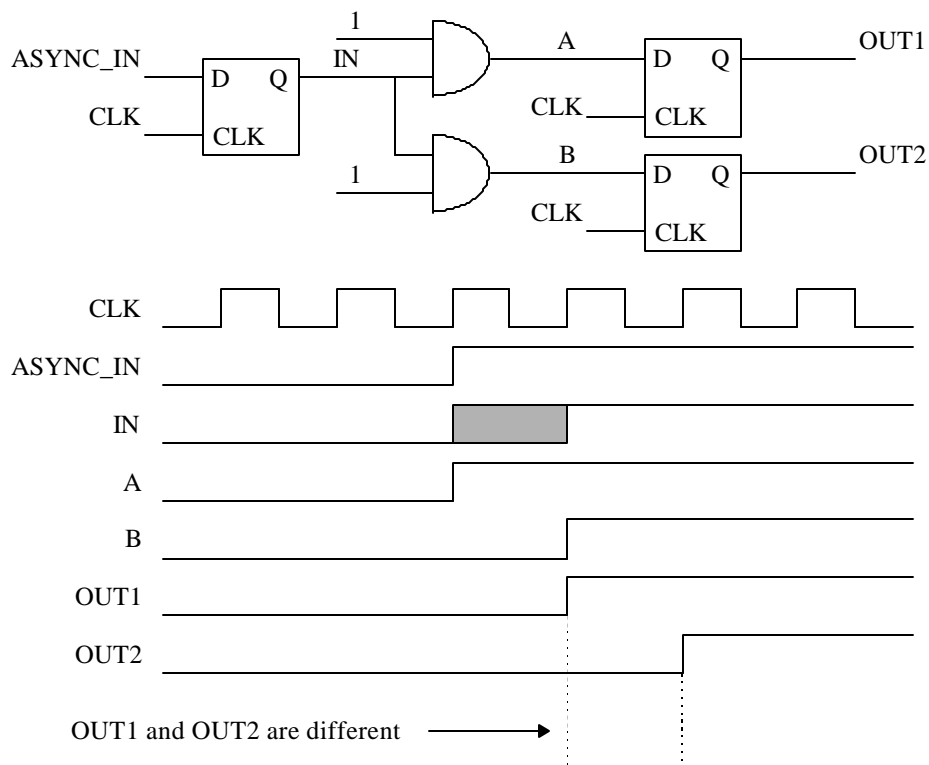 1
ASYNC_IN
IN
A
OUT1
D Q
D Q
CLK
CLK
CLK
CLK
B
OUT2
1
D Q
CLK
CLK
CLK
ASYNC_IN
IN
A
B
OUT1
OUT2
OUT1 and OUT2 are different